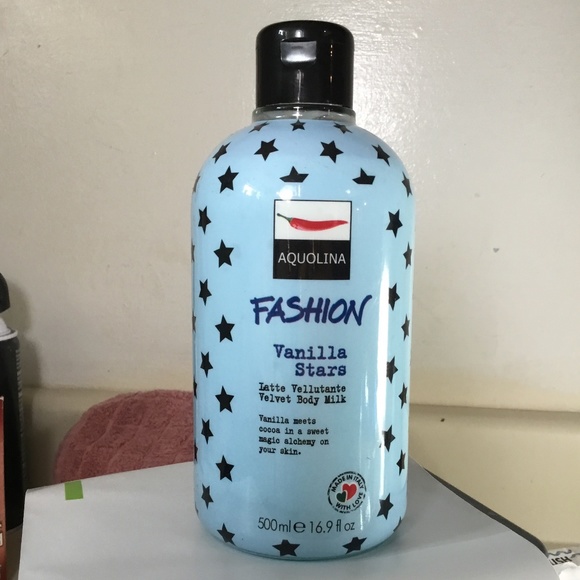 AQUOLINA
FASHION
Vanilla
Stars
Latte Vellutante
Velvet Body Milk
Vanilla meets
cocoa in a sweet
magic alchemy on
your skin.
MADE IN ITALY
WITH LOVE
500ml e 16.9 fl oz